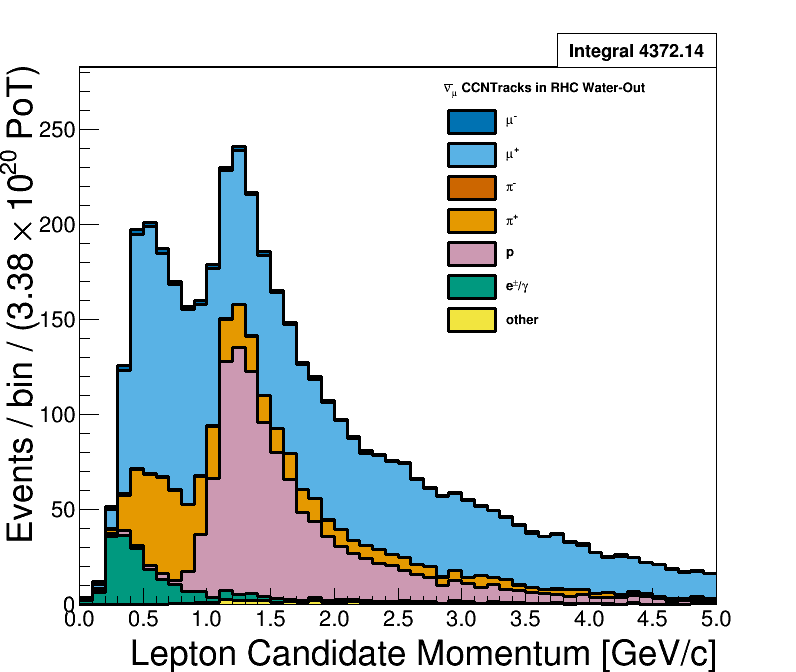 Integral 4372.14
ν̅μ CCNTracks in RHC Water-Out
μ⁻
μ⁺
π⁻
π⁺
p
e±/γ
other
Events / bin / (3.38 × 10²⁰ PoT)
250
200
150
100
50
0
0.0 0.5 1.0 1.5 2.0 2.5 3.0 3.5 4.0 4.5 5.0
Lepton Candidate Momentum [GeV/c]